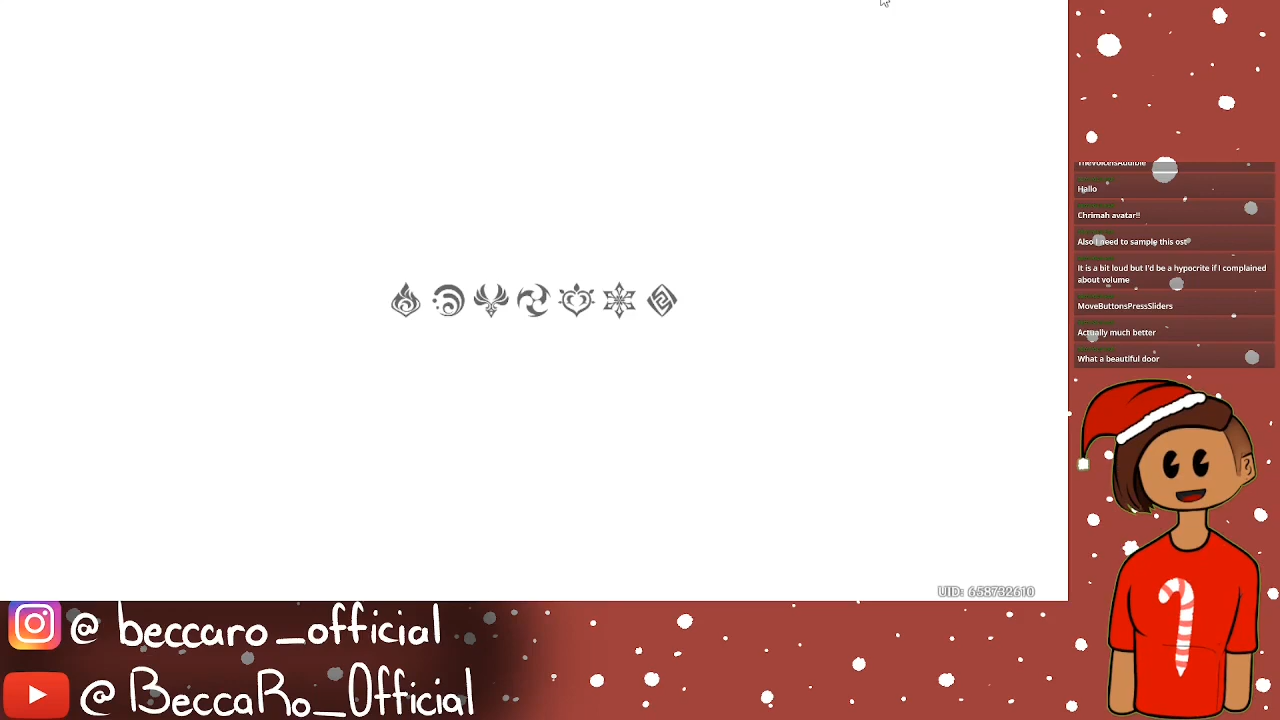 TheVoiceIsAudible
Hallo
Chrimah avatar!!
Also I need to sample this ost
It is a bit loud but I'd be a hypocrite if I complained
about volume
MoveButtonsPressSliders
Actually much better
What a beautiful door
UID: 658732610
@ beccaro_official
@ BeccaRo_Official